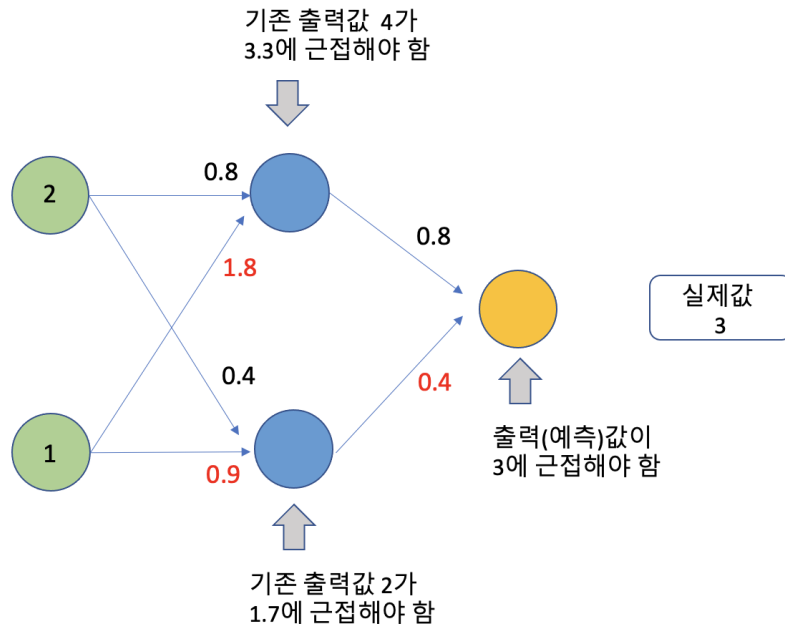 기존 출력값 4가
3.3에 근접해야 함
2
0.8
0.8
1.8
실제값
3
0.4
0.4
1
0.9
출력(예측)값이
3에 근접해야 함
기존 출력값 2가
1.7에 근접해야 함